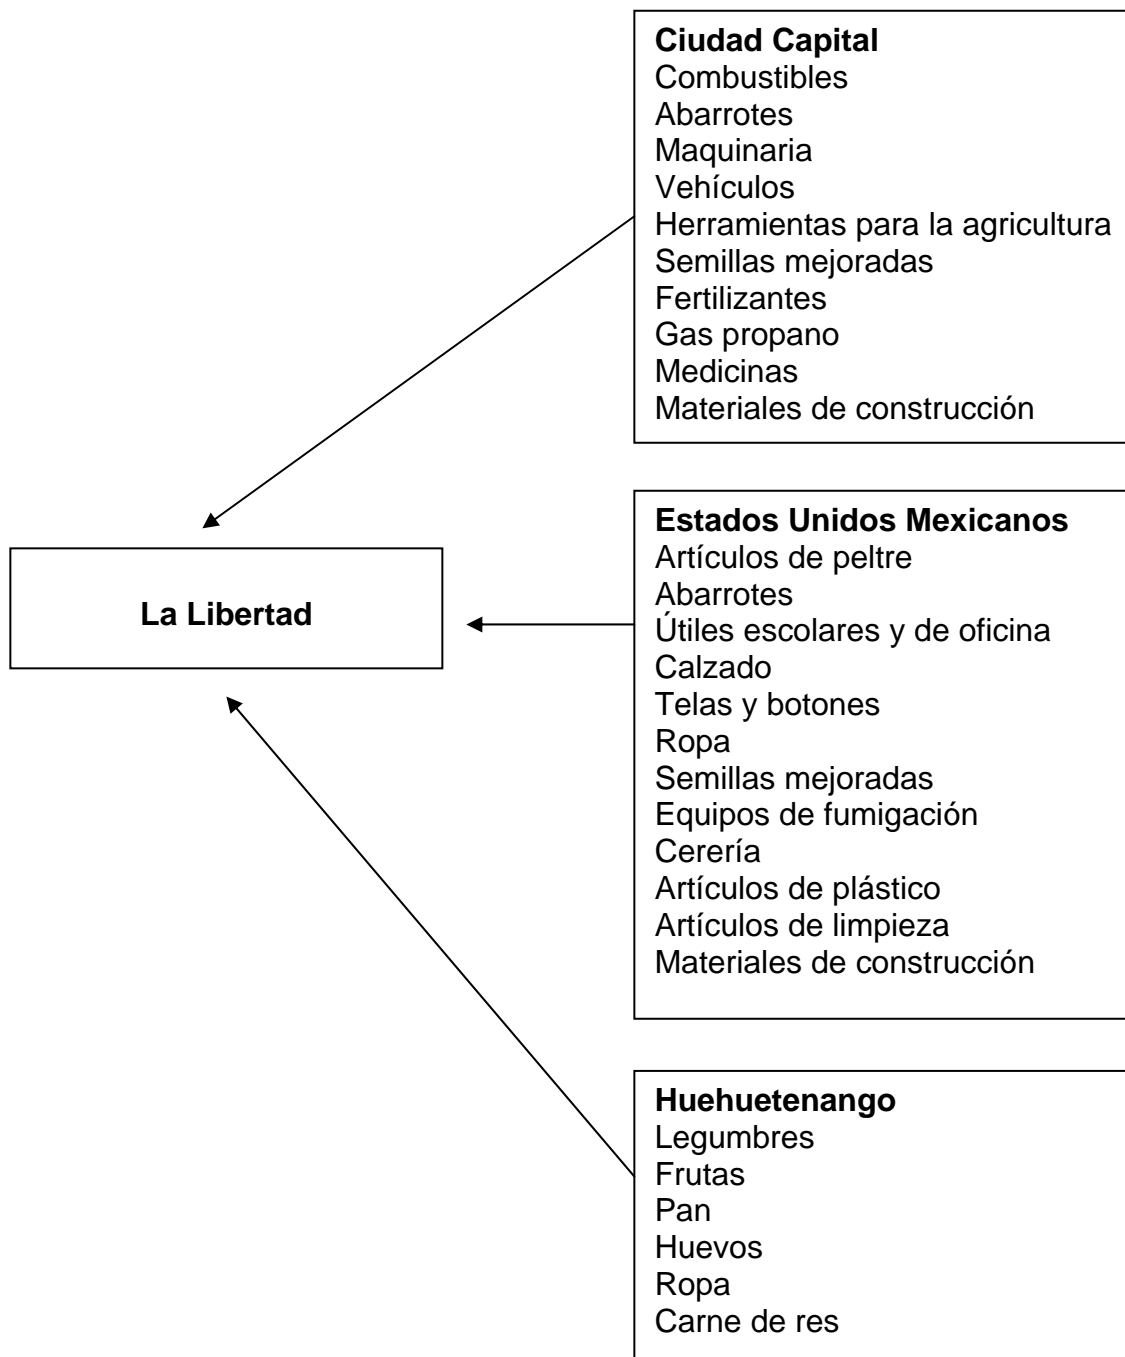 Ciudad Capital
Combustibles
Abarrotes
Maquinaria
Vehículos
Herramientas para la agricultura
Semillas mejoradas
Fertilizantes
Gas propano
Medicinas
Materiales de construcción
Estados Unidos Mexicanos
Artículos de peltre
Abarrotes
Útiles escolares y de oficina
Calzado
Telas y botones
Ropa
Semillas mejoradas
Equipos de fumigación
Cerería
Artículos de plástico
Artículos de limpieza
Materiales de construcción
La Libertad
Huehuetenango
Legumbres
Frutas
Pan
Huevos
Ropa
Carne de res